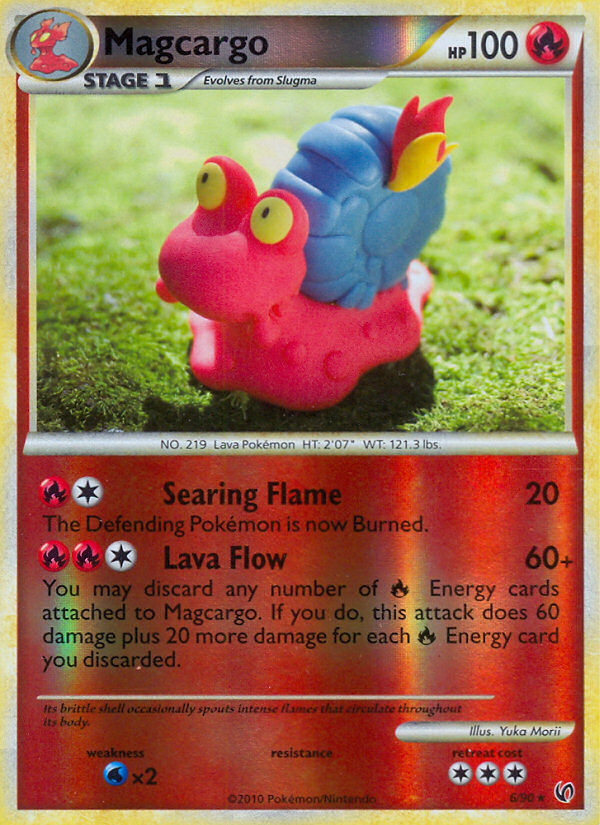 Magcargo
HP100
STAGE 1
Evolves from Slugma
NO. 219 Lava Pokémon HT: 2'07" WT: 121.3 lbs.
Searing Flame 20
The Defending Pokémon is now Burned.
Lava Flow 60+
You may discard any number of Energy cards
attached to Magcargo. If you do, this attack does 60
damage plus 20 more damage for each Energy card
you discarded.
Its brittle shell occasionally spouts intense flames that circulate throughout
its body.
Illus. Yuka Morii
weakness resistance retreat cost
×2
©2010 Pokémon/Nintendo 6/90